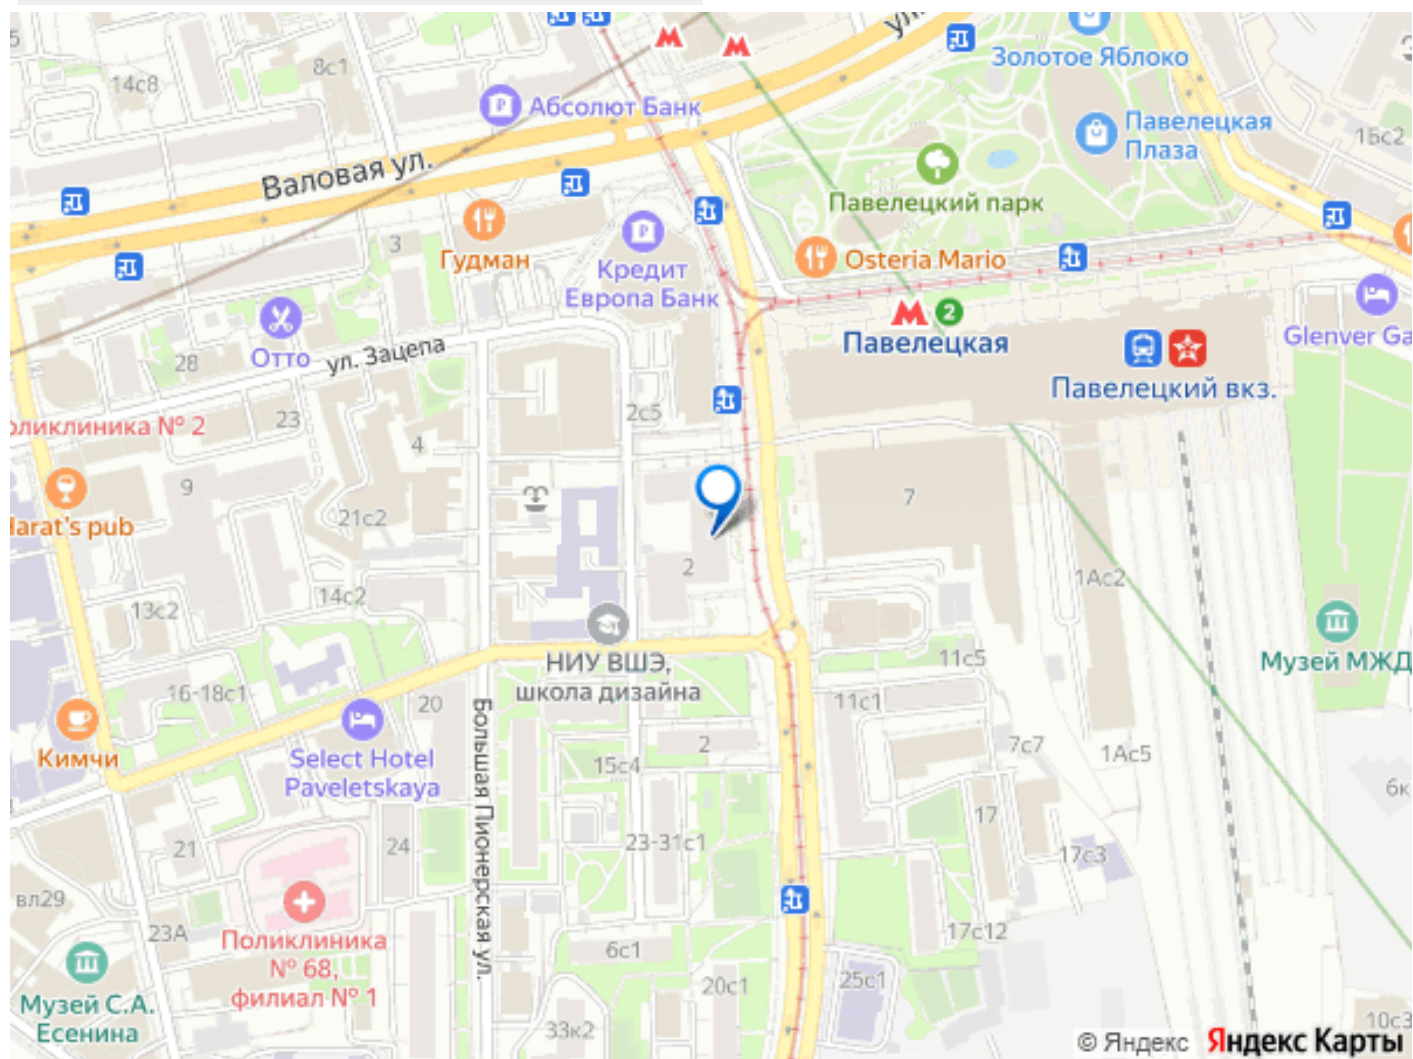 14с8
8с1
Абсолют Банк
Золотое Яблоко
Павелецкая
Плаза
15с2
Валовая ул.
Павелецкий парк
3
Гудман
Кредит
Европа Банк
Osteria Mario
2
Павелецкая
Glenver Ga
Павелецкий вкз.
28
Отто
ул. Зацепа
2с5
23
4
оликлиника № 2
9
21с2
larat's pub
7
2
1Ас2
14с2
13с2
НИУ ВШЭ,
школа дизайна
11с5
Музей МЖД
16-18с1
20
11с1
Кимчи
Select Hotel
Paveletskaya
Большая Пионерская ул.
2
15с4
7с7
1Ас5
6к
17
21
24
23-31с1
17с3
вл29
23А
Поликлиника
№ 68,
филиал № 1
6с1
17с12
Музей С.А.
Есенина
20с1
25с1
33к2
10с3
© Яндекс Яндекс Карты